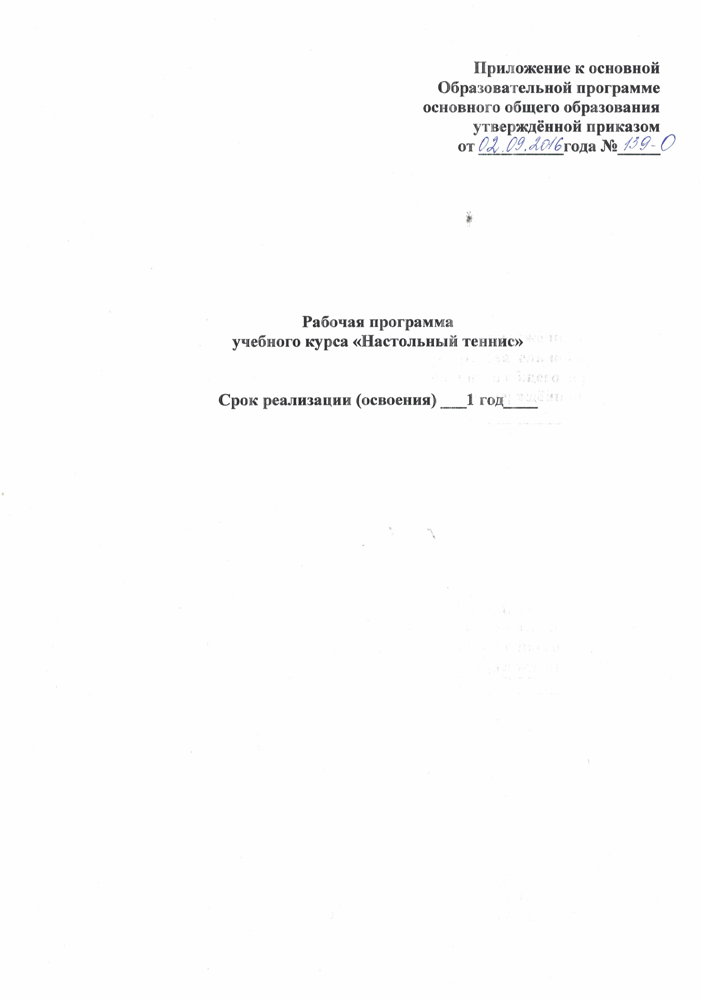 Приложение к основной
Образовательной программе
основного общего образования
утверждённой приказом
от 02.09.2016 года № 139-О
Рабочая программа
учебного курса «Настольный теннис»
Срок реализации (освоения) ___1 год____